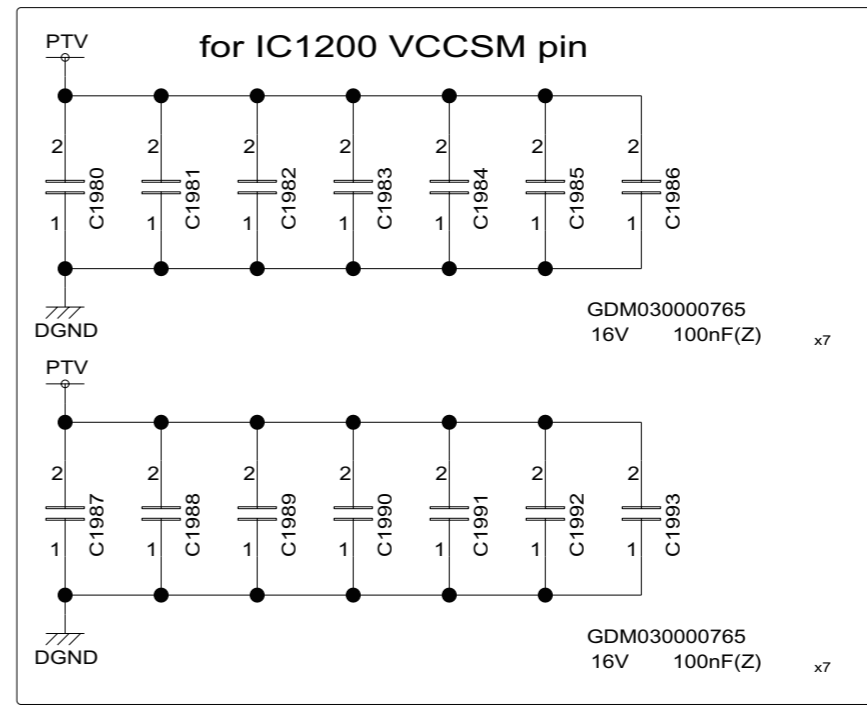 PTV
for IC1200 VCCSM pin
2 2 2 2 2 2 2
C1980 C1981 C1982 C1983 C1984 C1985 C1986
1 1 1 1 1 1 1
DGND
GDM030000765
16V 100nF(Z) x7
PTV
2 2 2 2 2 2 2
C1987 C1988 C1989 C1990 C1991 C1992 C1993
1 1 1 1 1 1 1
DGND
GDM030000765
16V 100nF(Z) x7